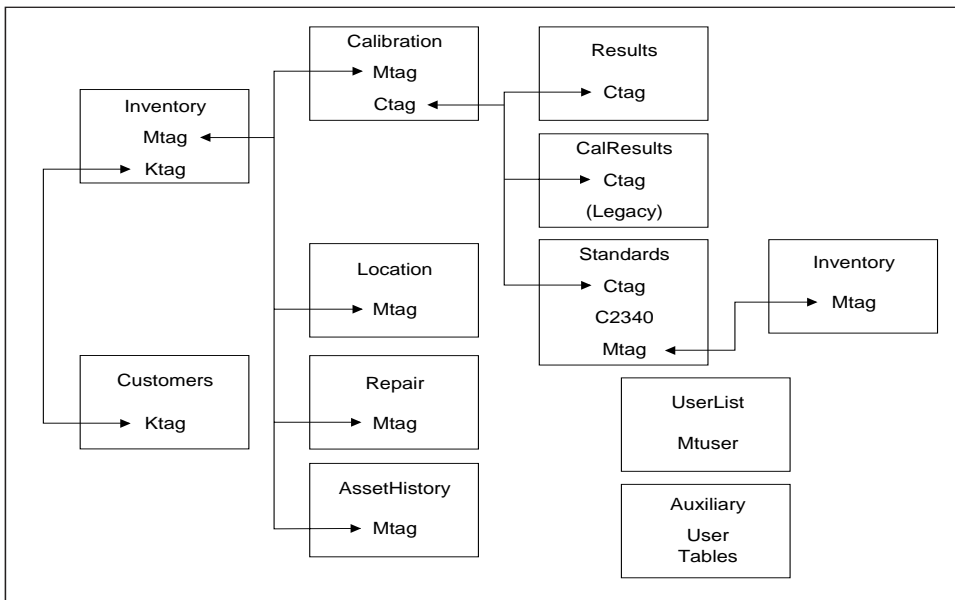 Inventory
Mtag
Ktag
Customers
Ktag
Calibration
Mtag
Ctag
Location
Mtag
Repair
Mtag
AssetHistory
Mtag
Results
Ctag
CalResults
Ctag
(Legacy)
Standards
Ctag
C2340
Mtag
Inventory
Mtag
UserList
Mtuser
Auxiliary
User
Tables